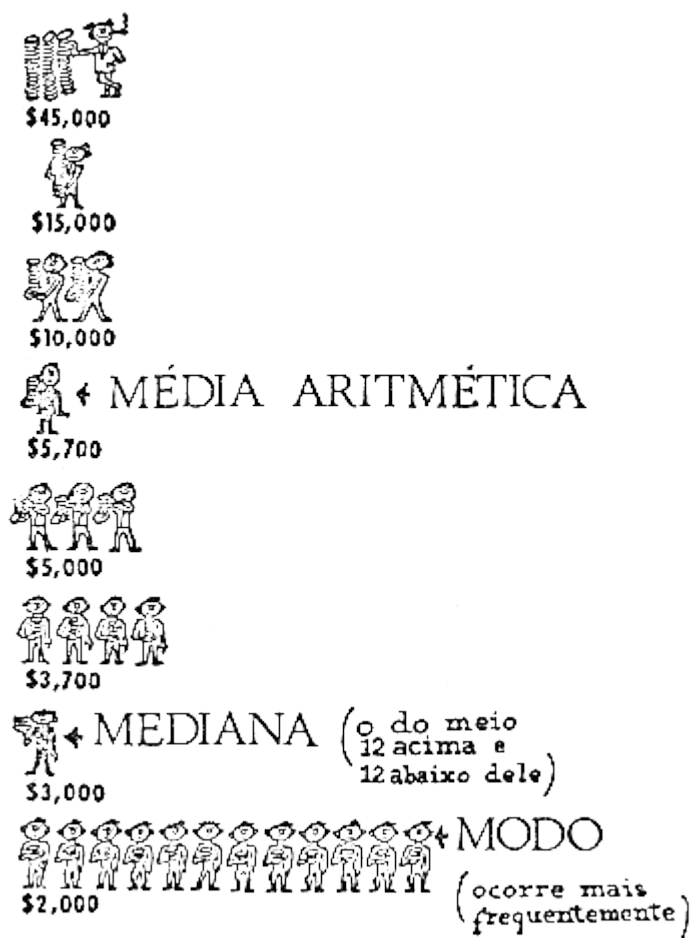 $45,000
$15,000
$10,000
MÉDIA ARITMÉTICA
$5,700
$5,000
$3,700
MEDIANA (o do meio
12 acima e
12 abaixo dele)
$3,000
MODO
(ocorre mais
frequentemente)
$2,000